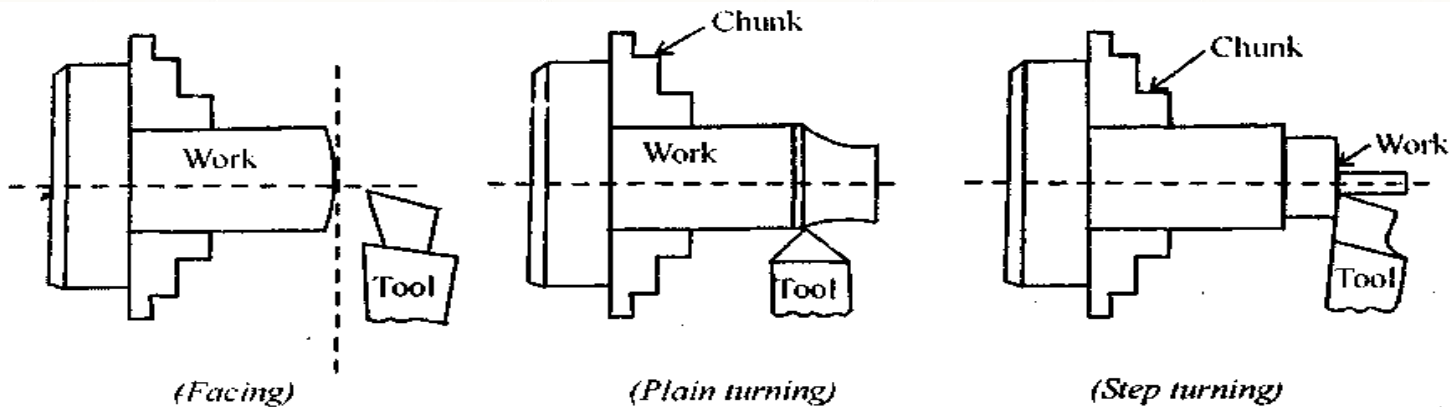 Chunk
Chunk
Work
Work
Work
Tool
Tool
Tool
(Facing)
(Plain turning)
(Step turning)